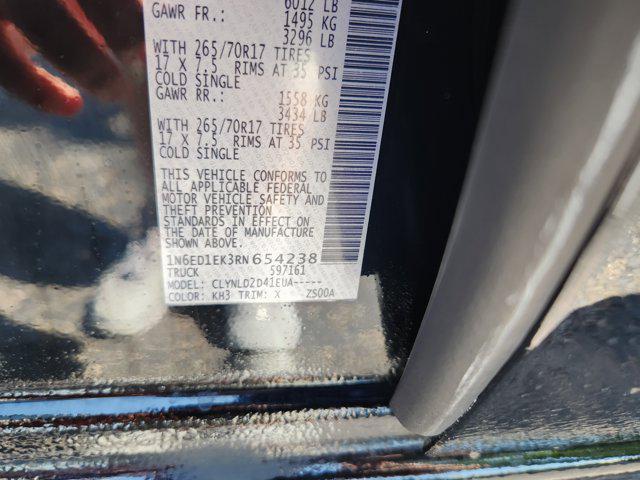 6012 LB
GAWR FR.: 1495 KG
3296 LB
WITH 265/70R17 TIRES
17 X 7.5 RIMS AT 35 PSI
COLD SINGLE
GAWR RR.: 1558 KG
3434 LB
WITH 265/70R17 TIRES
17 X 7.5 RIMS AT 35 PSI
COLD SINGLE
THIS VEHICLE CONFORMS TO
ALL APPLICABLE FEDERAL
MOTOR VEHICLE SAFETY AND
THEFT PREVENTION
STANDARDS IN EFFECT ON
THE DATE OF MANUFACTURE
SHOWN ABOVE.
1N6ED1EK3RN654238
TRUCK 597161
MODEL: CLYNLD2D41EUA-----
COLOR: KH3 TRIM: X ZS00A